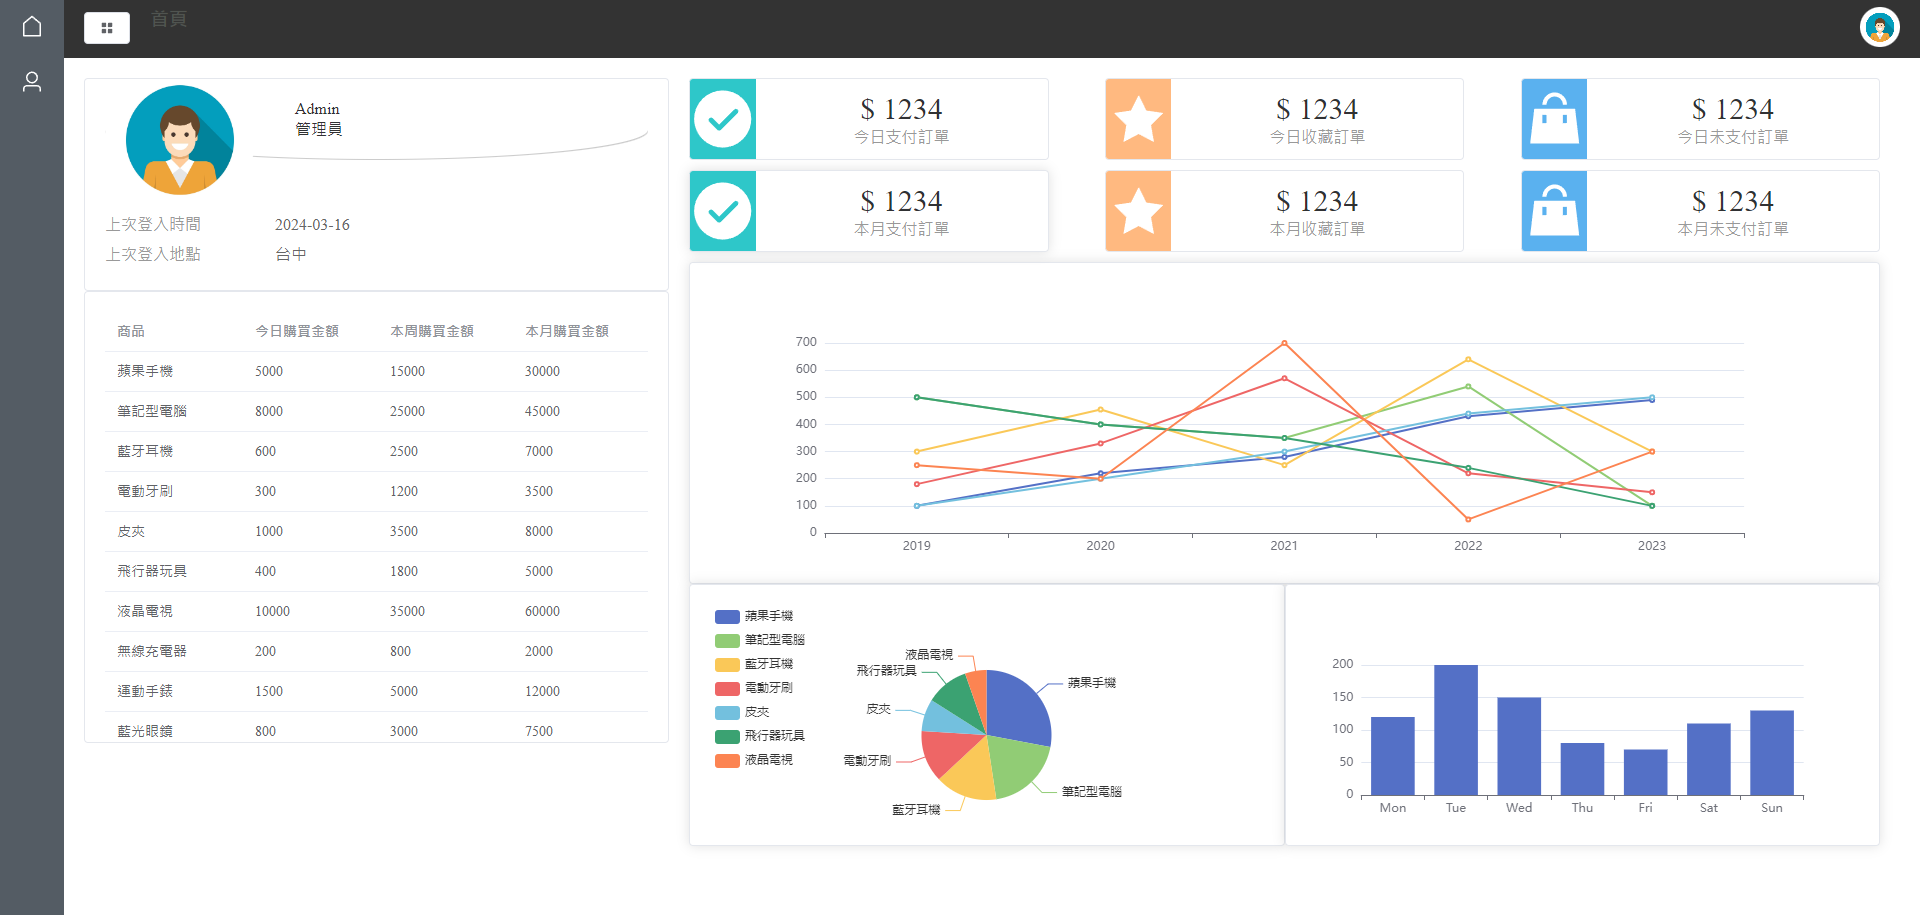 首頁
Admin
管理員
上次登入時間 2024-03-16
上次登入地點 台中
商品 今日購買金額 本周購買金額 本月購買金額
蘋果手機 5000 15000 30000
筆記型電腦 8000 25000 45000
藍牙耳機 600 2500 7000
電動牙刷 300 1200 3500
皮夾 1000 3500 8000
飛行器玩具 400 1800 5000
液晶電視 10000 35000 60000
無線充電器 200 800 2000
運動手錶 1500 5000 12000
藍光眼鏡 800 3000 7500
$ 1234
今日支付訂單
$ 1234
今日收藏訂單
$ 1234
今日未支付訂單
$ 1234
本月支付訂單
$ 1234
本月收藏訂單
$ 1234
本月未支付訂單
700
600
500
400
300
200
100
0
2019 2020 2021 2022 2023
蘋果手機
筆記型電腦
藍牙耳機
電動牙刷
皮夾
飛行器玩具
液晶電視
液晶電視
飛行器玩具
蘋果手機
皮夾
電動牙刷
筆記型電腦
藍牙耳機
200
150
100
50
0
Mon Tue Wed Thu Fri Sat Sun